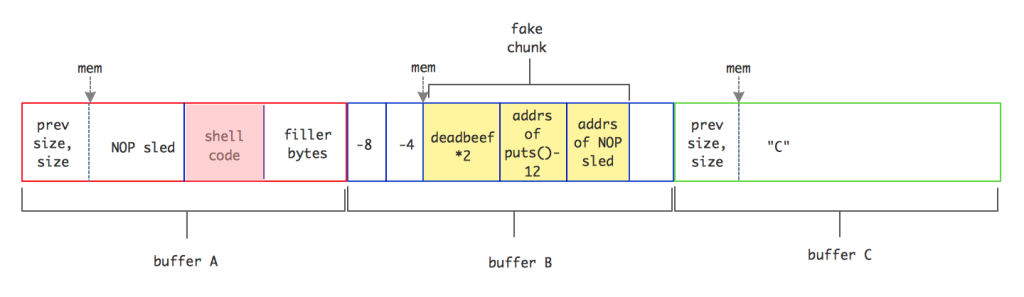 fake
chunk
mem
mem
mem
prev
size,
size
NOP sled
shell
code
filler
bytes
-8
-4
deadbeef
*2
addrs
of
puts()-
12
addrs
of NOP
sled
prev
size,
size
"C"
buffer A
buffer B
buffer C